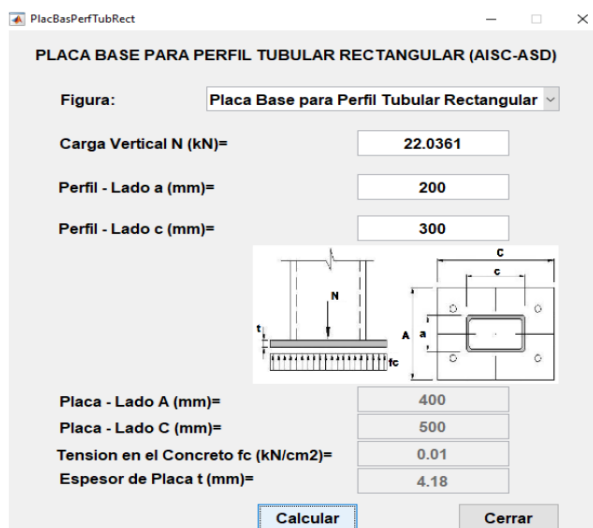 PlacBasPerfTubRect
PLACA BASE PARA PERFIL TUBULAR RECTANGULAR (AISC-ASD)
Figura: Placa Base para Perfil Tubular Rectangular
Carga Vertical N (kN)= 22.0361
Perfil - Lado a (mm)= 200
Perfil - Lado c (mm)= 300
C
c
N
A a
t
fc
Placa - Lado A (mm)= 400
Placa - Lado C (mm)= 500
Tension en el Concreto fc (kN/cm2)= 0.01
Espesor de Placa t (mm)= 4.18
Calcular Cerrar